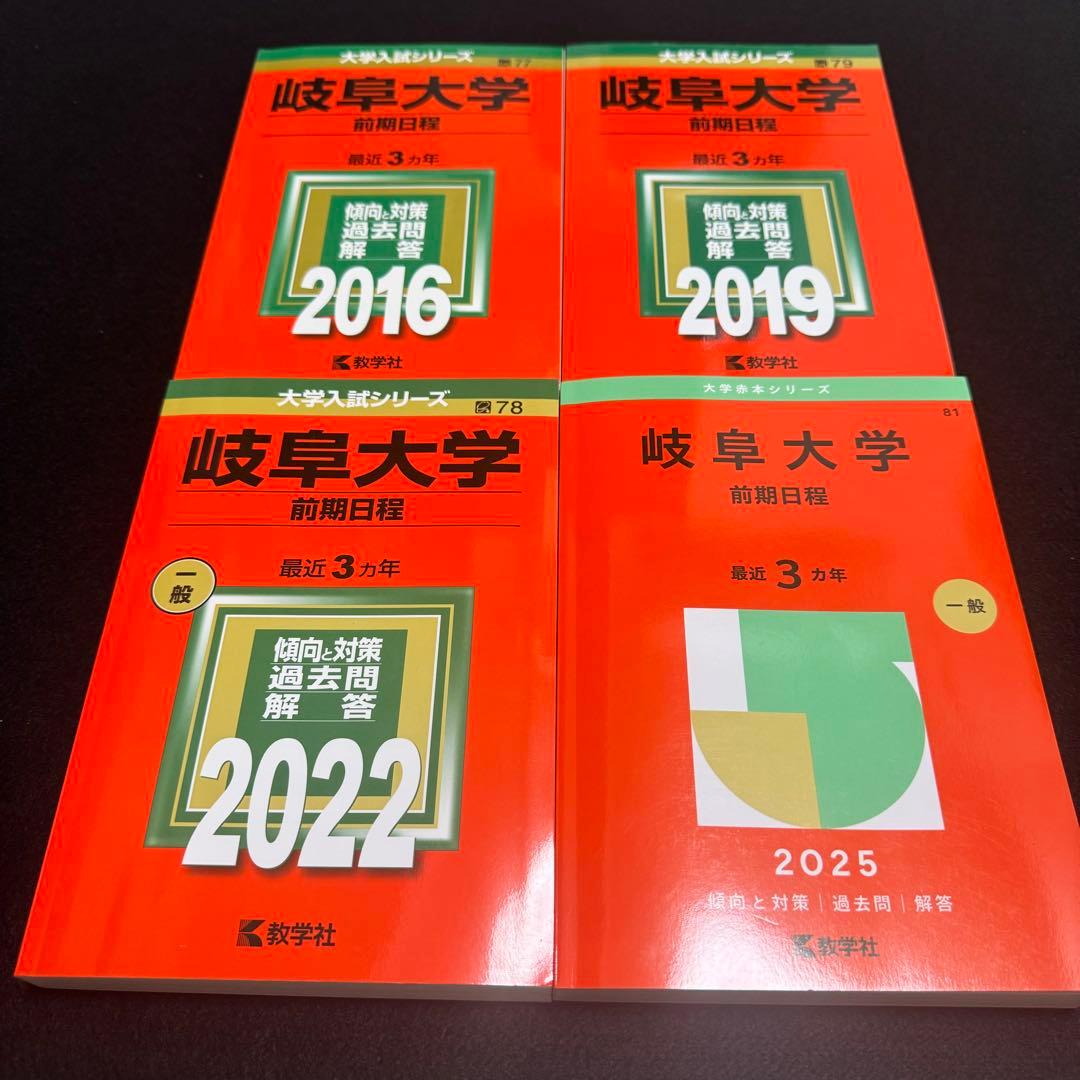 大学入試シリーズ
77
岐阜大学
前期日程
最近3カ年
傾向と対策
過去問
解答
2016
教学社
大学入試シリーズ
79
岐阜大学
前期日程
最近3カ年
傾向と対策
過去問
解答
2019
教学社
大学入試シリーズ
78
岐阜大学
前期日程
最近3カ年
一般
傾向と対策
過去問
解答
2022
教学社
大学赤本シリーズ
81
岐阜大学
前期日程
最近3カ年
一般
2025
傾向と対策|過去問|解答
教学社